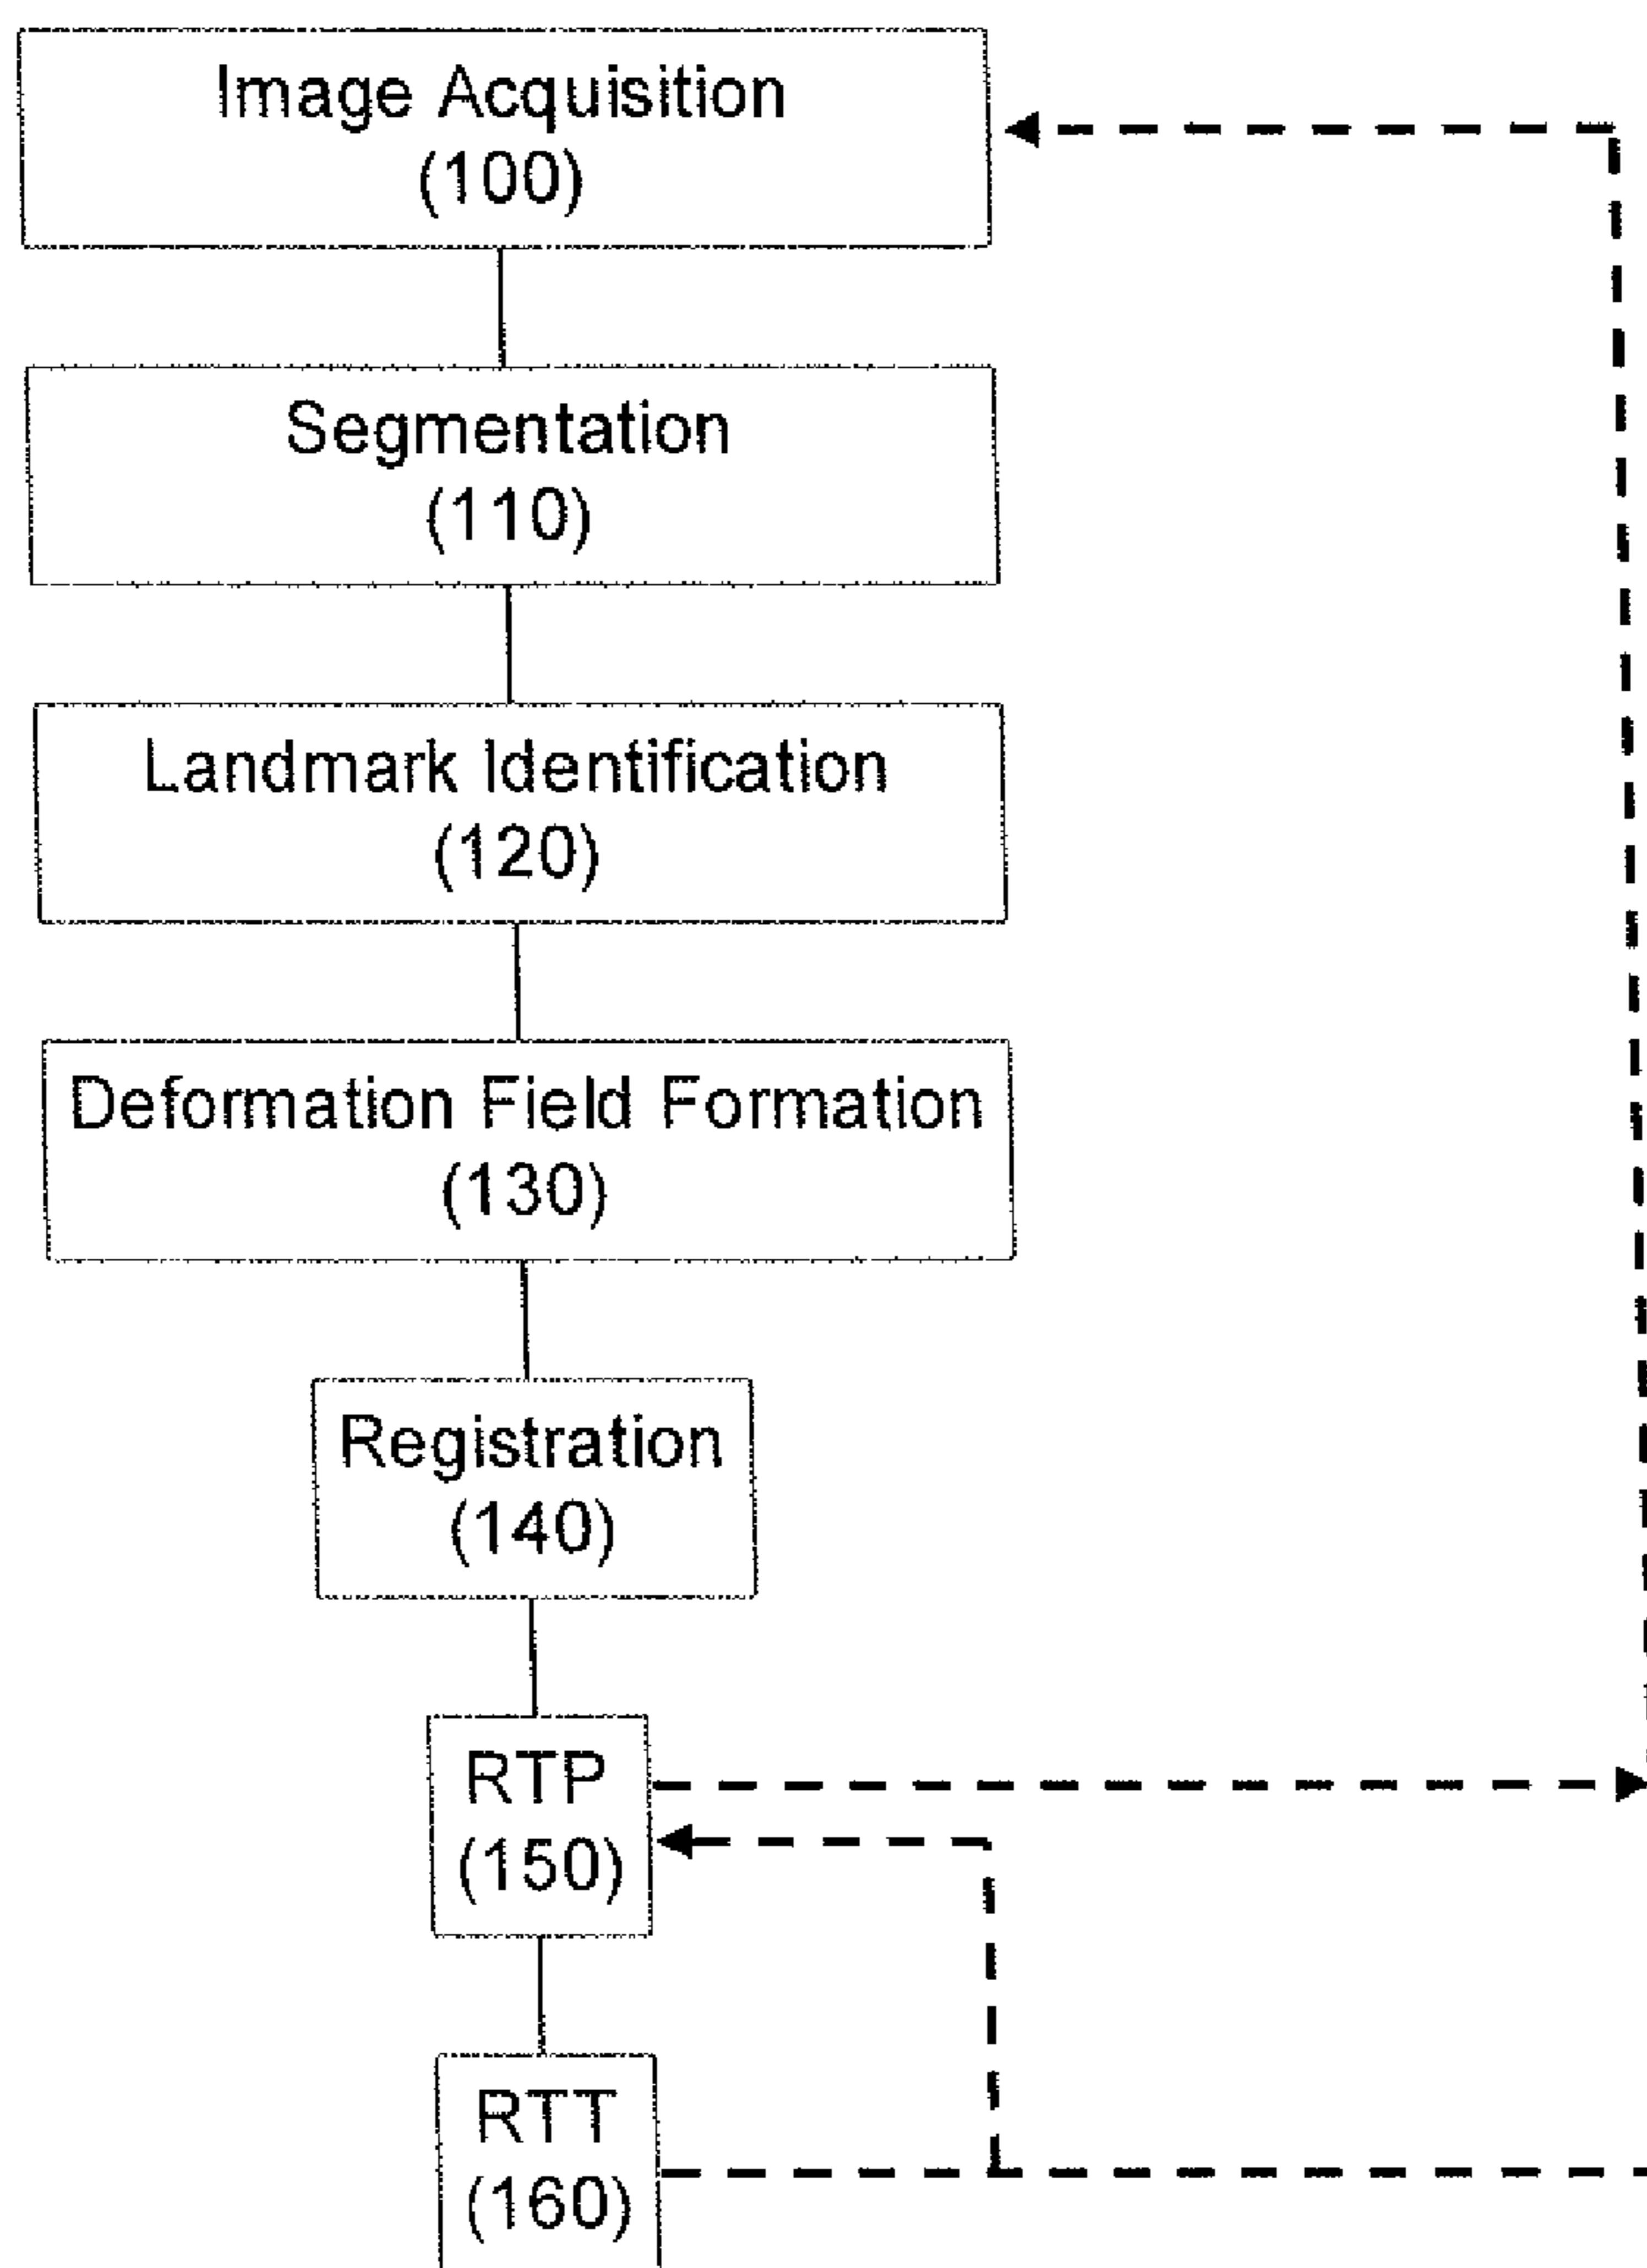 Image Acquisition
(100)
Segmentation
(110)
Landmark Identification
(120)
Deformation Field Formation
(130)
Registration
(140)
RTP
(150)
RTT
(160)